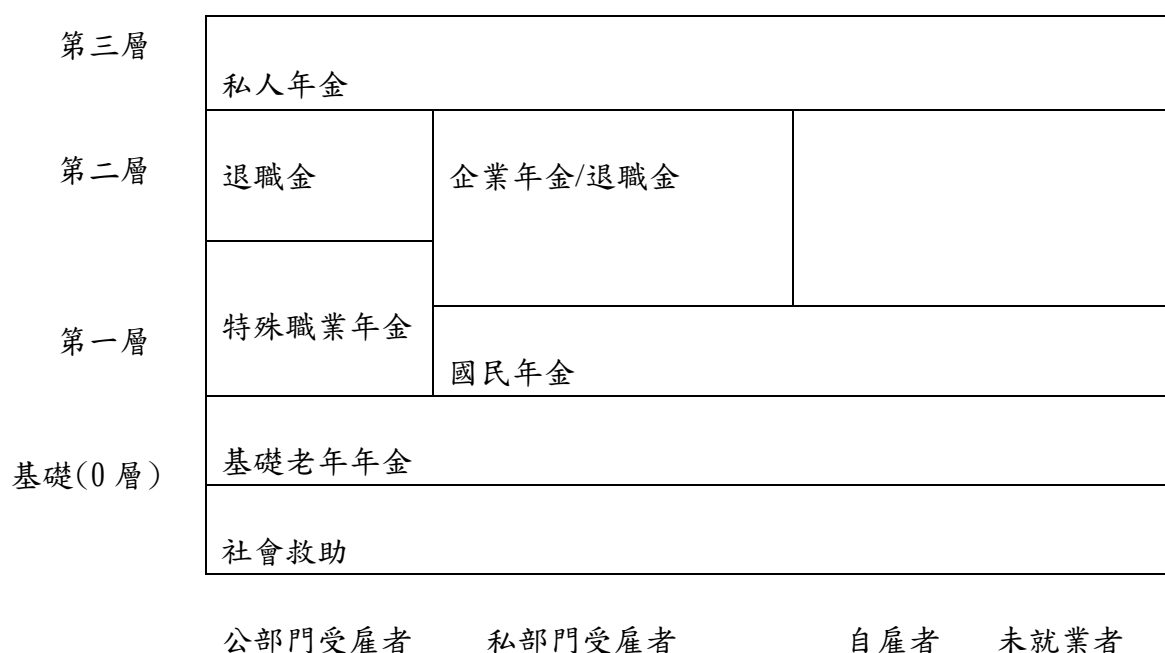 第三層
私人年金
第二層
退職金
企業年金/退職金
第一層
特殊職業年金
國民年金
基礎(0 層)
基礎老年年金
社會救助
公部門受雇者 私部門受雇者 自雇者 未就業者